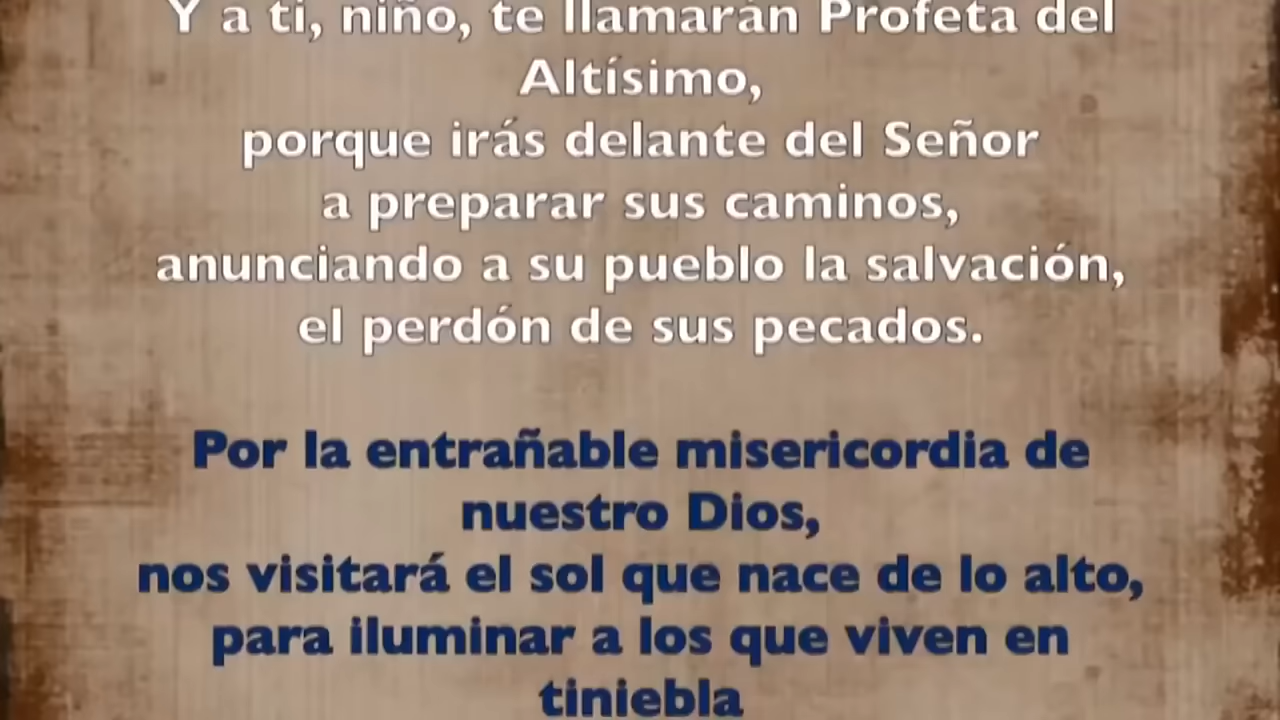 Y a ti, niño, te llamarán Profeta del
Altísimo,
porque irás delante del Señor
a preparar sus caminos,
anunciando a su pueblo la salvación,
el perdón de sus pecados.
Por la entrañable misericordia de
nuestro Dios,
nos visitará el sol que nace de lo alto,
para iluminar a los que viven en
tiniebla